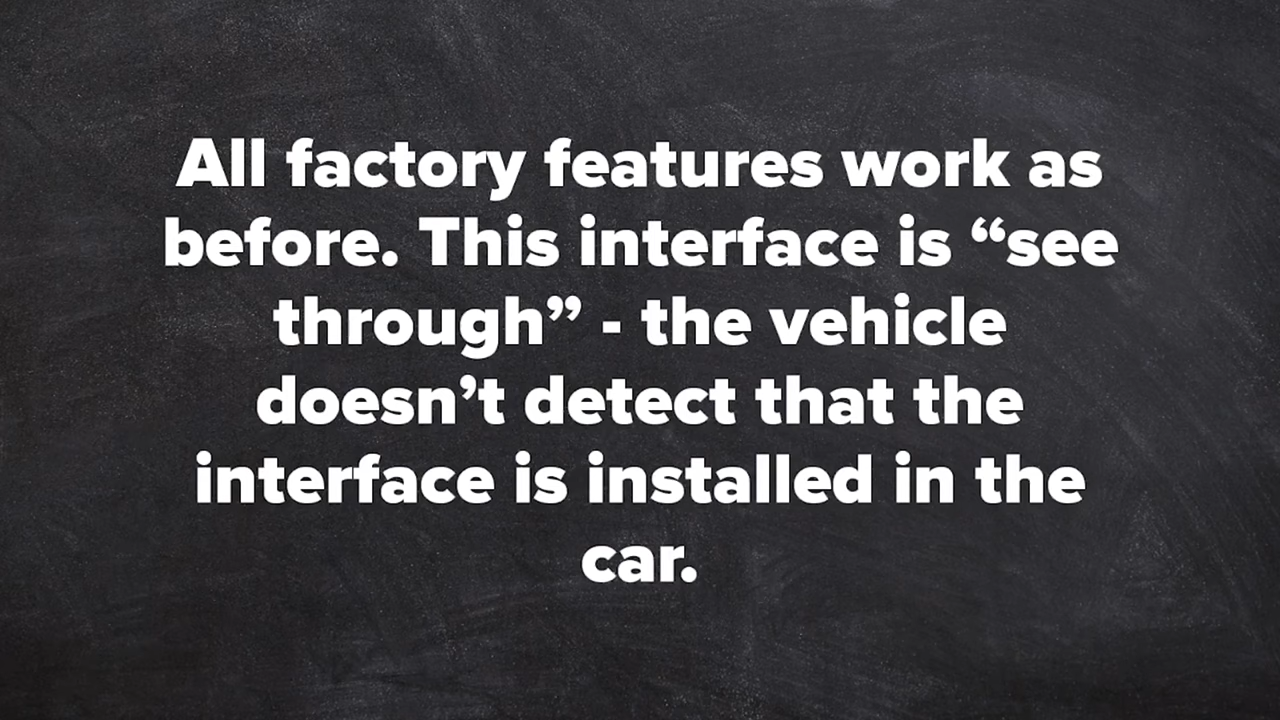 All factory features work as
before. This interface is “see
through” - the vehicle
doesn’t detect that the
interface is installed in the
car.